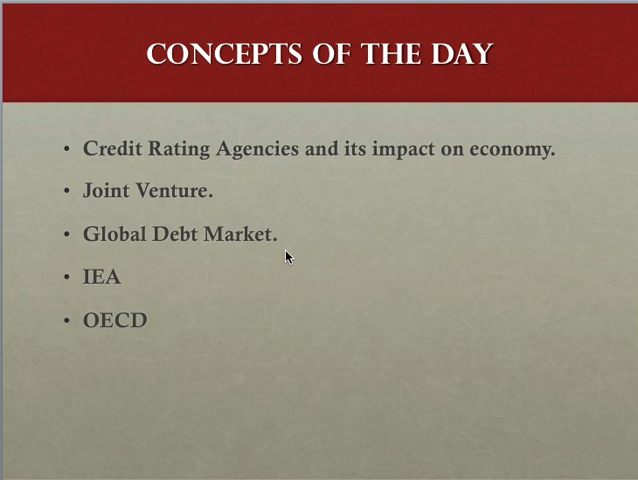 CONCEPTS OF THE DAY
• Credit Rating Agencies and its impact on economy.
• Joint Venture.
• Global Debt Market.
• IEA
• OECD